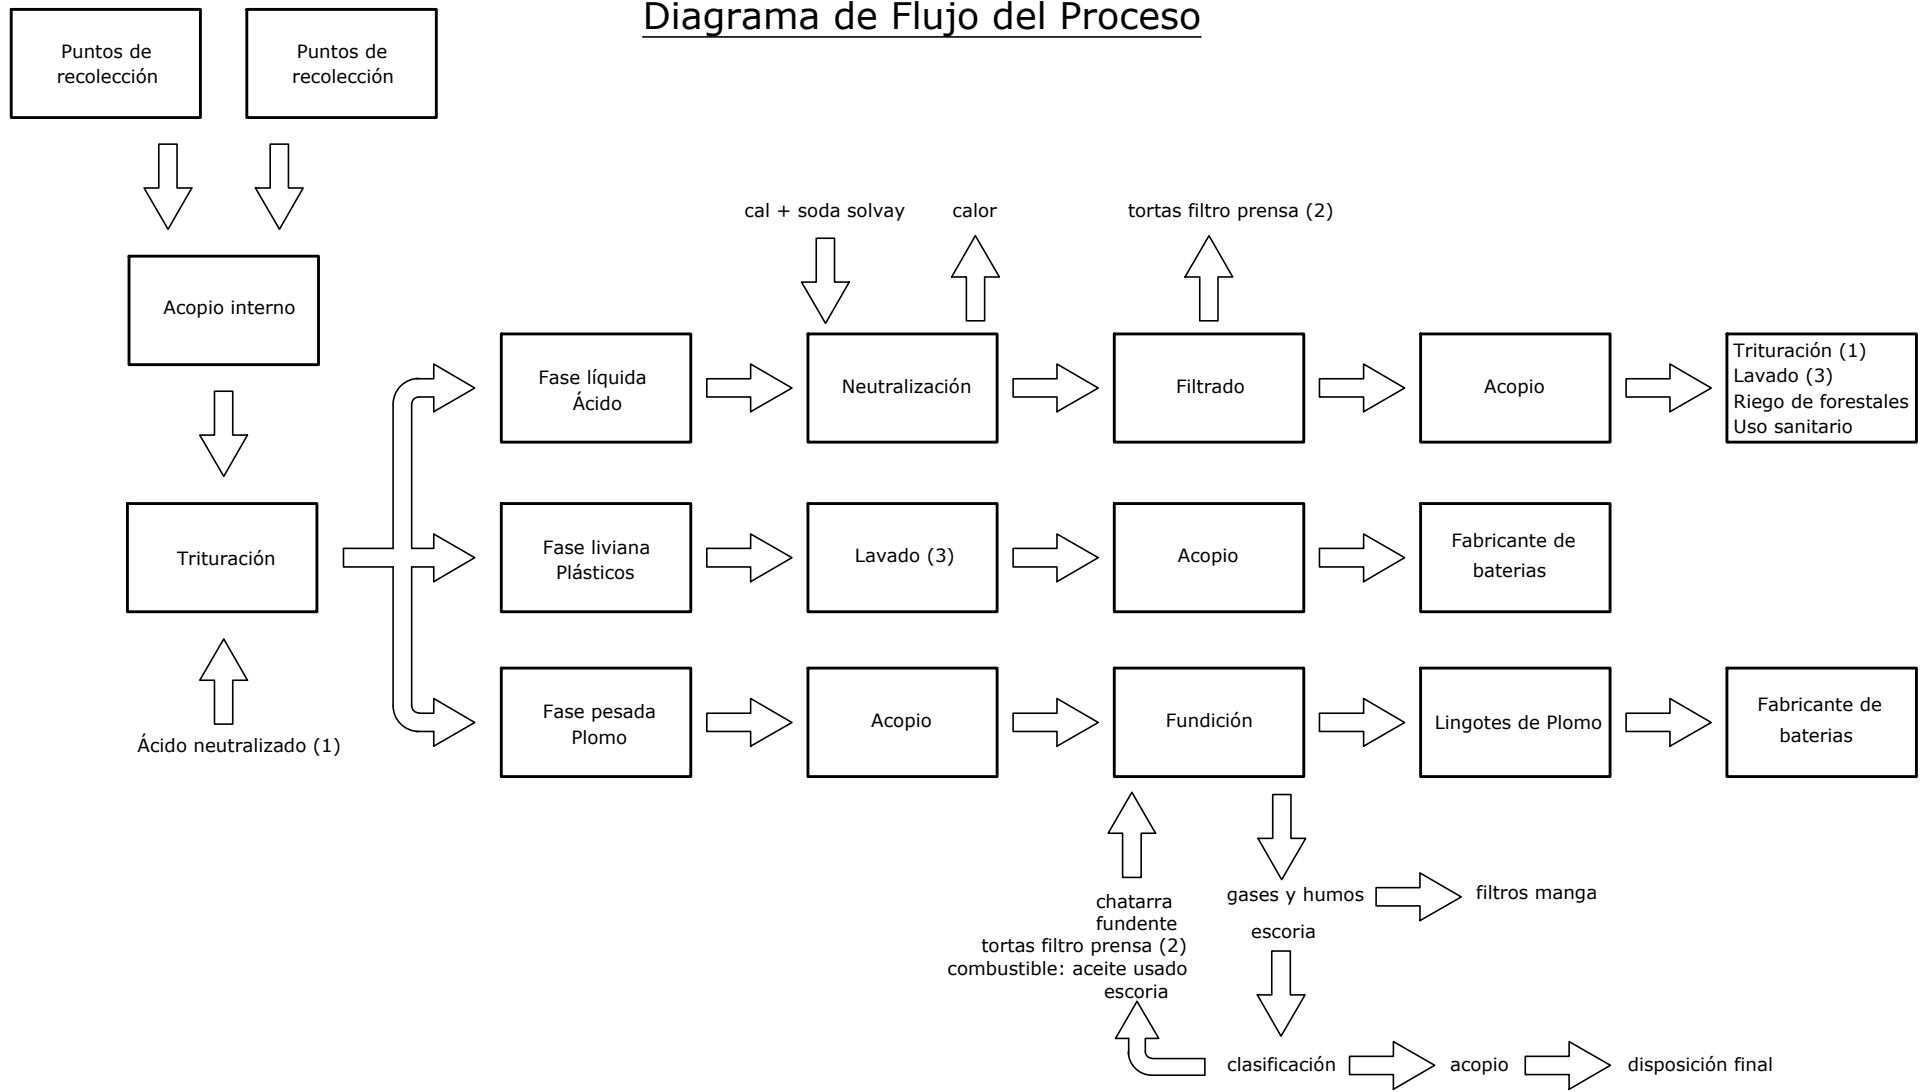 Diagrama de Flujo del Proceso
Puntos de
recolección
Puntos de
recolección
Acopio interno
Trituración
Ácido neutralizado (1)
cal + soda solvay
calor
tortas filtro prensa (2)
Fase líquida
Ácido
Neutralización
Filtrado
Acopio
Trituración (1)
Lavado (3)
Riego de forestales
Uso sanitario
Fase liviana
Plásticos
Lavado (3)
Acopio
Fabricante de
baterias
Fase pesada
Plomo
Acopio
Fundición
Lingotes de Plomo
Fabricante de
baterias
chatarra
fundente
tortas filtro prensa (2)
combustible: aceite usado
escoria
gases y humos
filtros manga
escoria
clasificación
acopio
disposición final